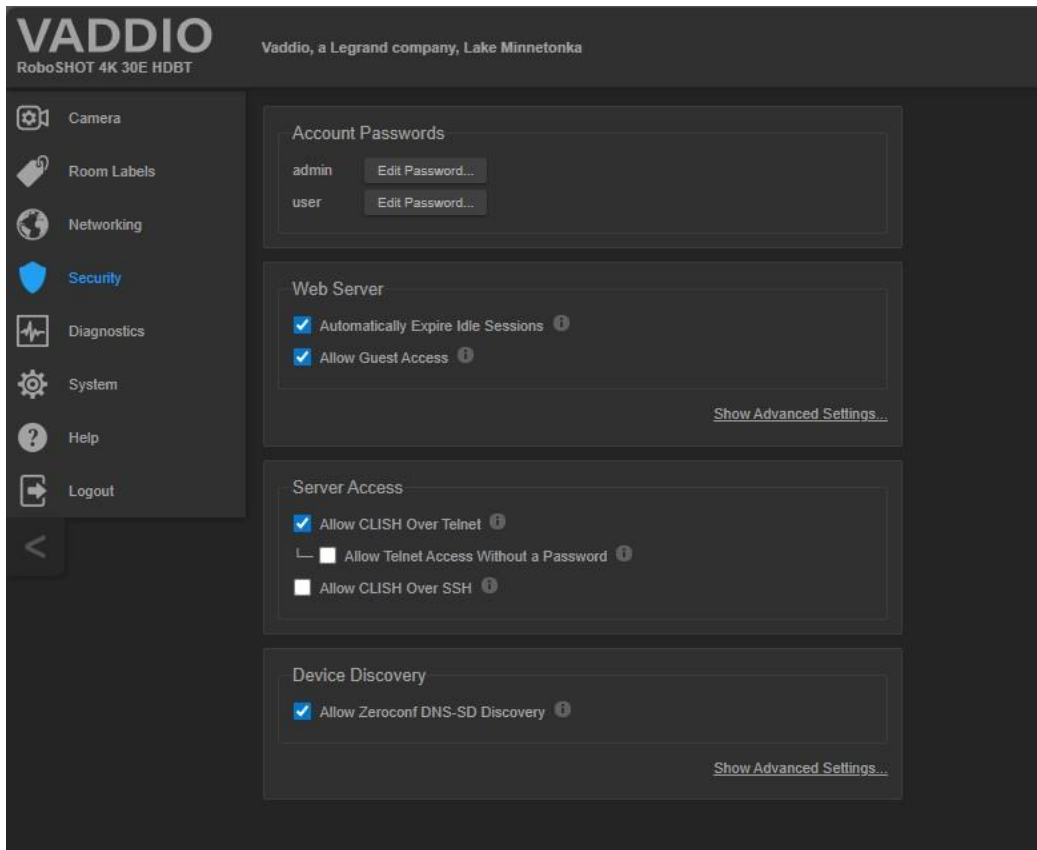 VADDIO
RoboSHOT 4K 30E HDBT
Vaddio, a Legrand company, Lake Minnetonka
Camera
Room Labels
Networking
Security
Diagnostics
System
Help
Logout
<
Account Passwords
admin Edit Password...
user Edit Password...
Web Server
Automatically Expire Idle Sessions
Allow Guest Access
Show Advanced Settings...
Server Access
Allow CLISH Over Telnet
Allow Telnet Access Without a Password
Allow CLISH Over SSH
Device Discovery
Allow Zeroconf DNS-SD Discovery
Show Advanced Settings...